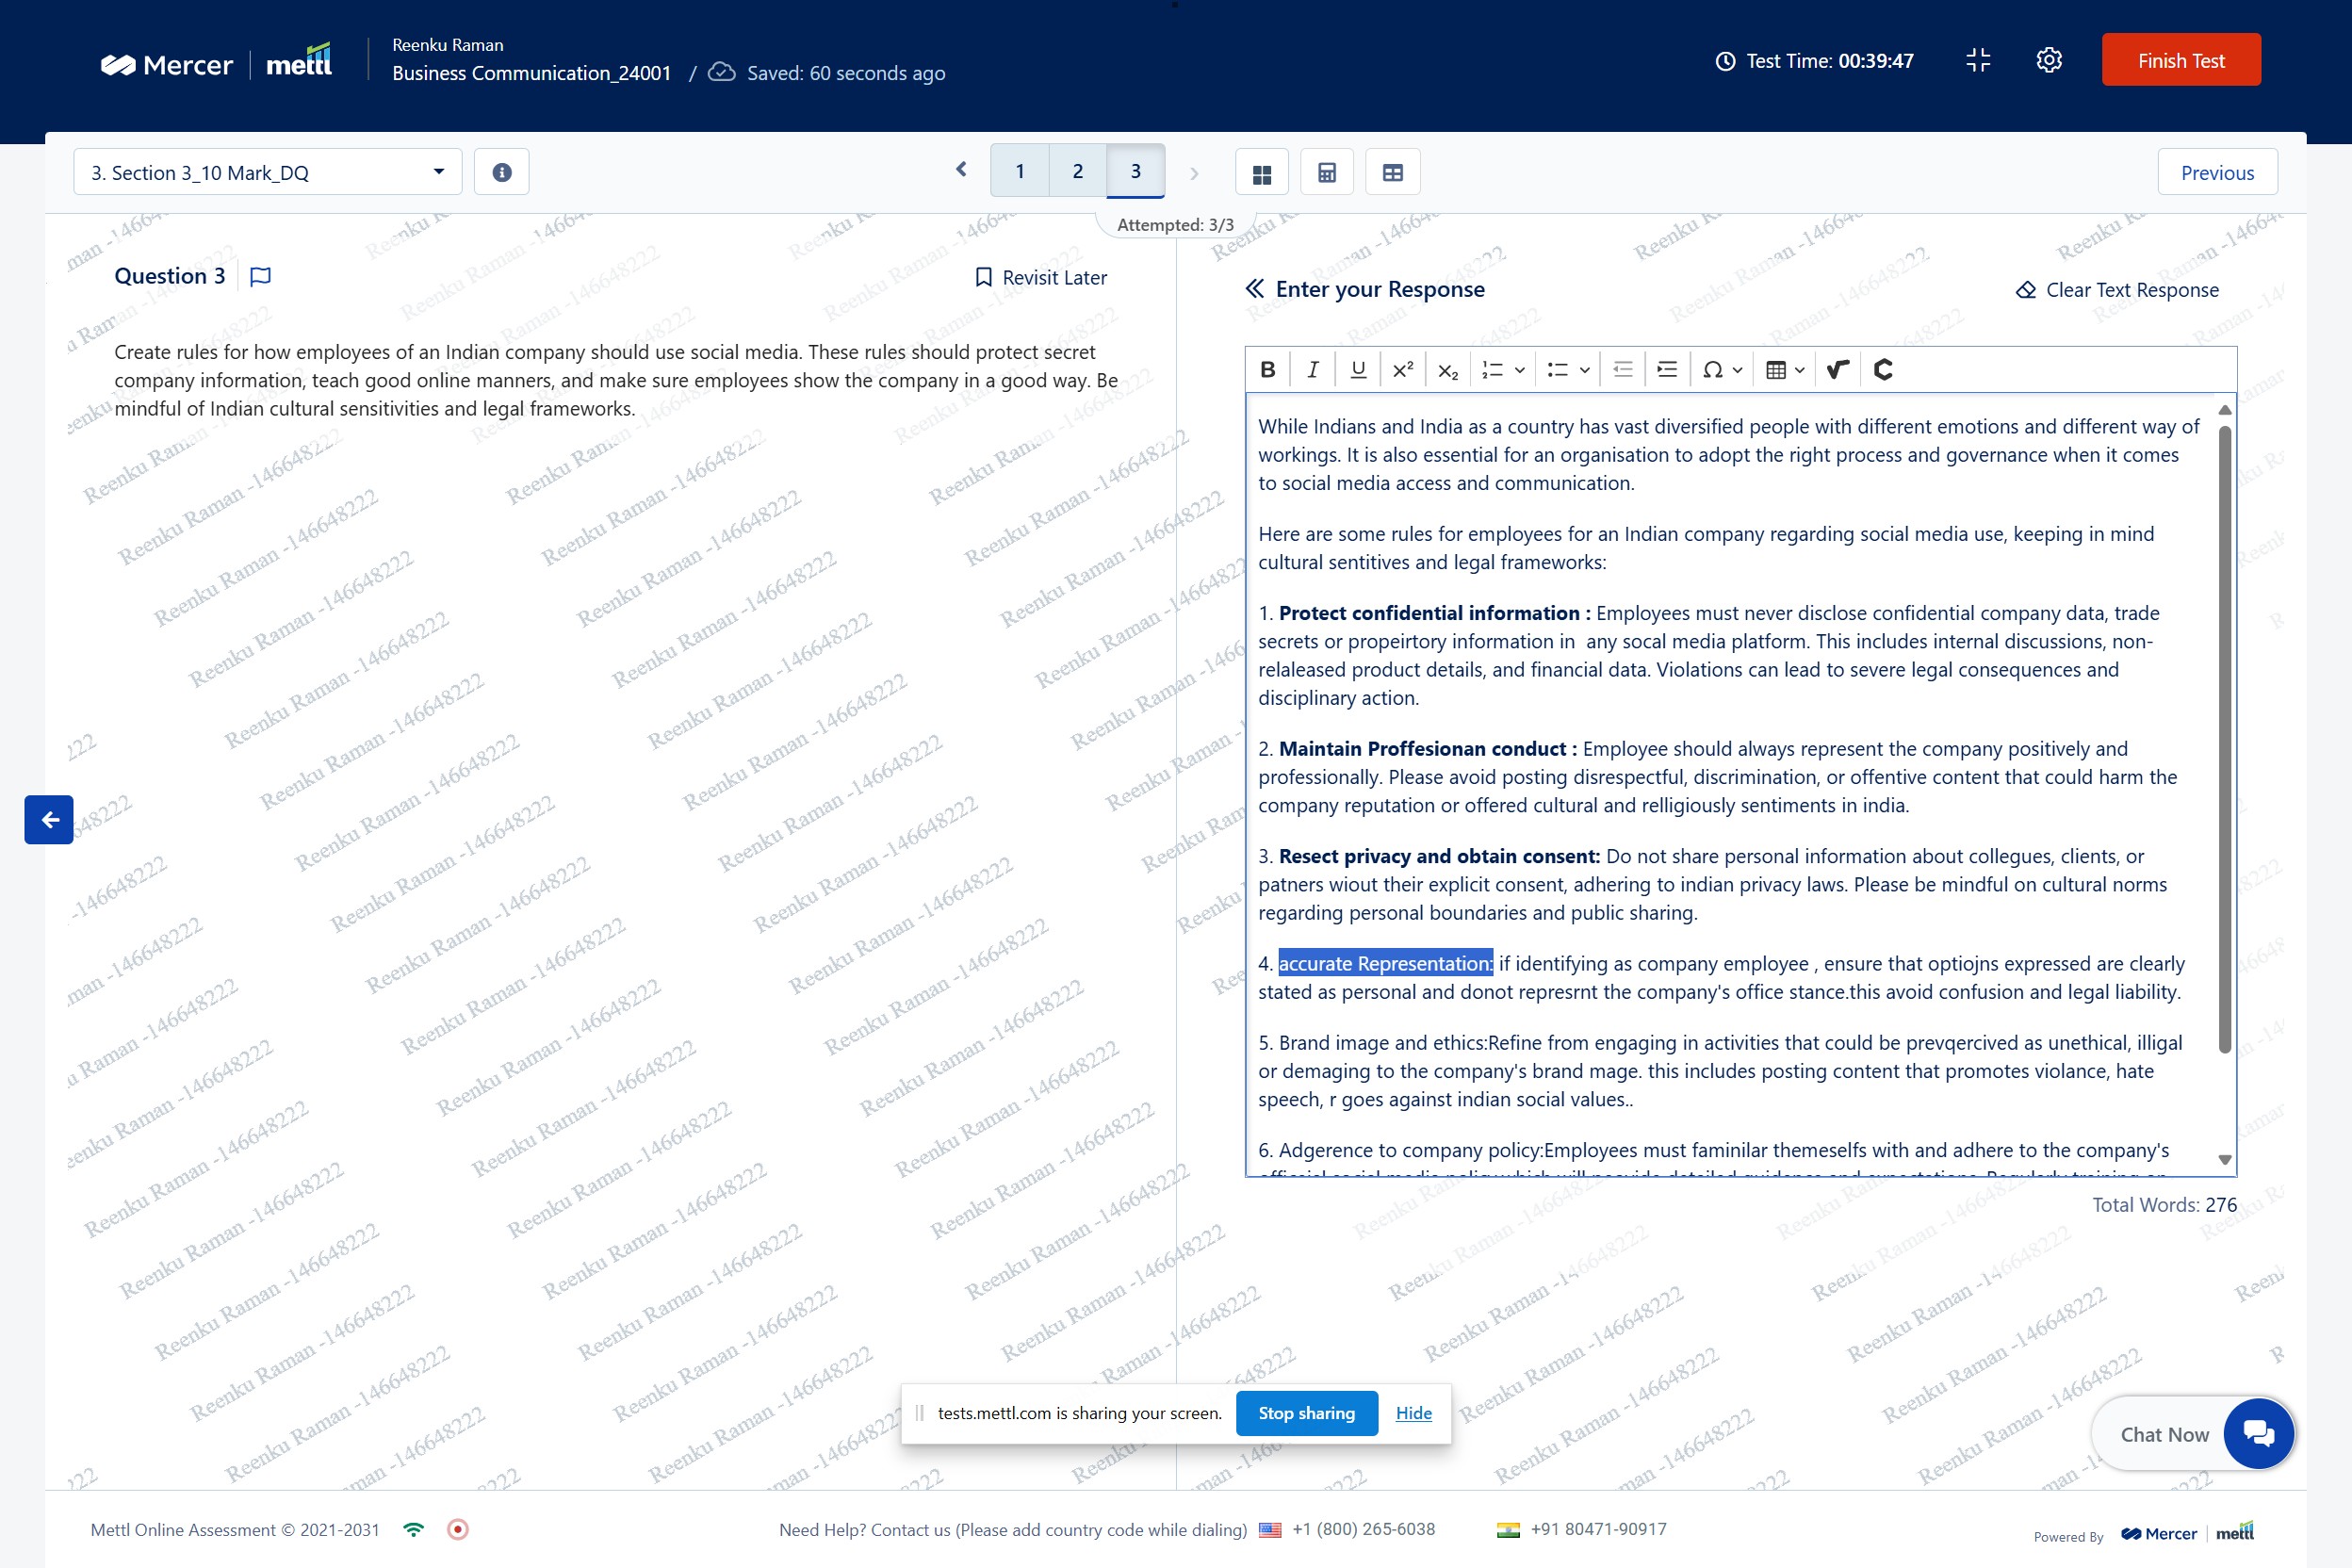 Mercer | mettl
Reenku Raman
Business Communication_24001 / Saved: 60 seconds ago
Test Time: 00:39:47
Finish Test
3. Section 3_10 Mark_DQ
1 2 3
Previous
Attempted: 3/3
Question 3
Revisit Later
Create rules for how employees of an Indian company should use social media. These rules should protect secret
company information, teach good online manners, and make sure employees show the company in a good way. Be
mindful of Indian cultural sensitivities and legal frameworks.
Enter your Response
Clear Text Response
B I U x² x₂ Ω
While Indians and India as a country has vast diversified people with different emotions and different way of
workings. It is also essential for an organisation to adopt the right process and governance when it comes
to social media access and communication.
Here are some rules for employees for an Indian company regarding social media use, keeping in mind
cultural sentitives and legal frameworks:
1. Protect confidential information : Employees must never disclose confidential company data, trade
secrets or propeirtory information in  any socal media platform. This includes internal discussions, non-
relaleased product details, and financial data. Violations can lead to severe legal consequences and
disciplinary action.
2. Maintain Proffesionan conduct : Employee should always represent the company positively and
professionally. Please avoid posting disrespectful, discrimination, or offentive content that could harm the
company reputation or offered cultural and relligiously sentiments in india.
3. Resect privacy and obtain consent: Do not share personal information about collegues, clients, or
patners wiout their explicit consent, adhering to indian privacy laws. Please be mindful on cultural norms
regarding personal boundaries and public sharing.
4. accurate Representation: if identifying as company employee , ensure that optiojns expressed are clearly
stated as personal and donot represrnt the company's office stance.this avoid confusion and legal liability.
5. Brand image and ethics:Refine from engaging in activities that could be prevqercived as unethical, illigal
or demaging to the company's brand mage. this includes posting content that promotes violance, hate
speech, r goes against indian social values..
6. Adgerence to company policy:Employees must faminilar themeselfs with and adhere to the company's
Total Words: 276
Reenku Raman -146648222
tests.mettl.com is sharing your screen.
Stop sharing
Hide
Chat Now
Mettl Online Assessment © 2021-2031
Need Help? Contact us (Please add country code while dialing) +1 (800) 265-6038 +91 80471-90917
Powered By Mercer | mettl